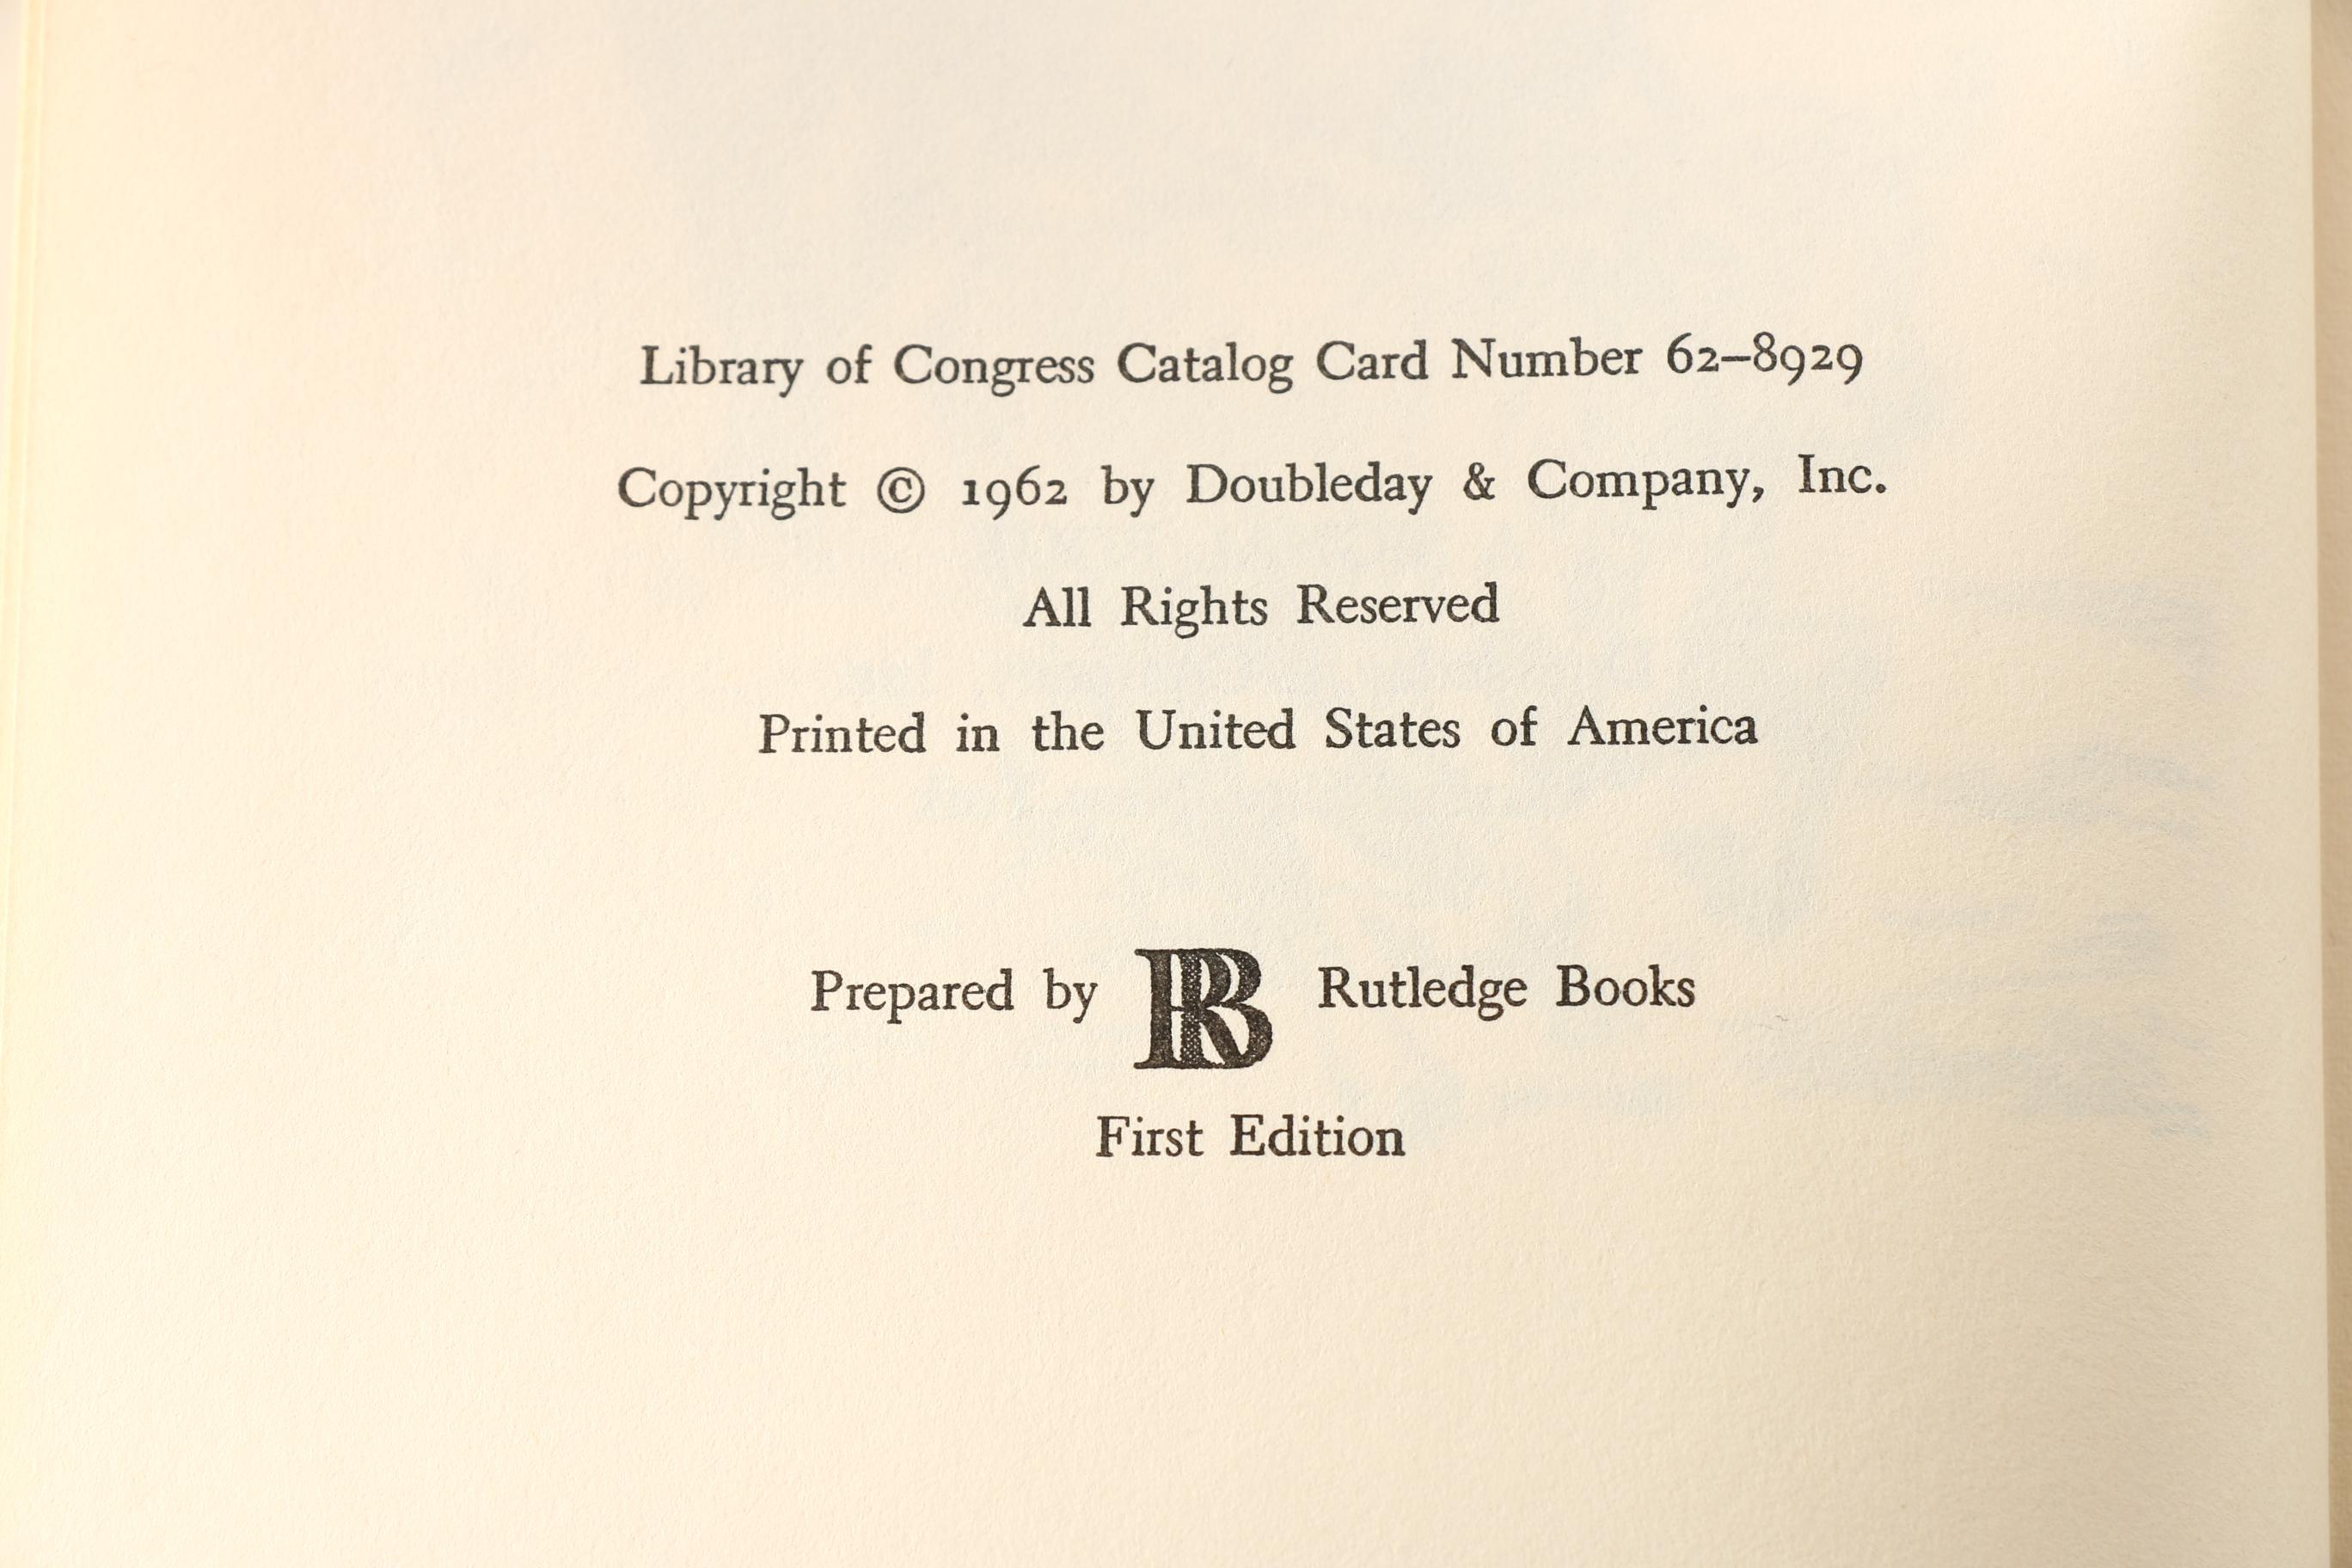 Library of Congress Catalog Card Number 62–8929
Copyright © 1962 by Doubleday & Company, Inc.
All Rights Reserved
Printed in the United States of America
Prepared by RB Rutledge Books
First Edition